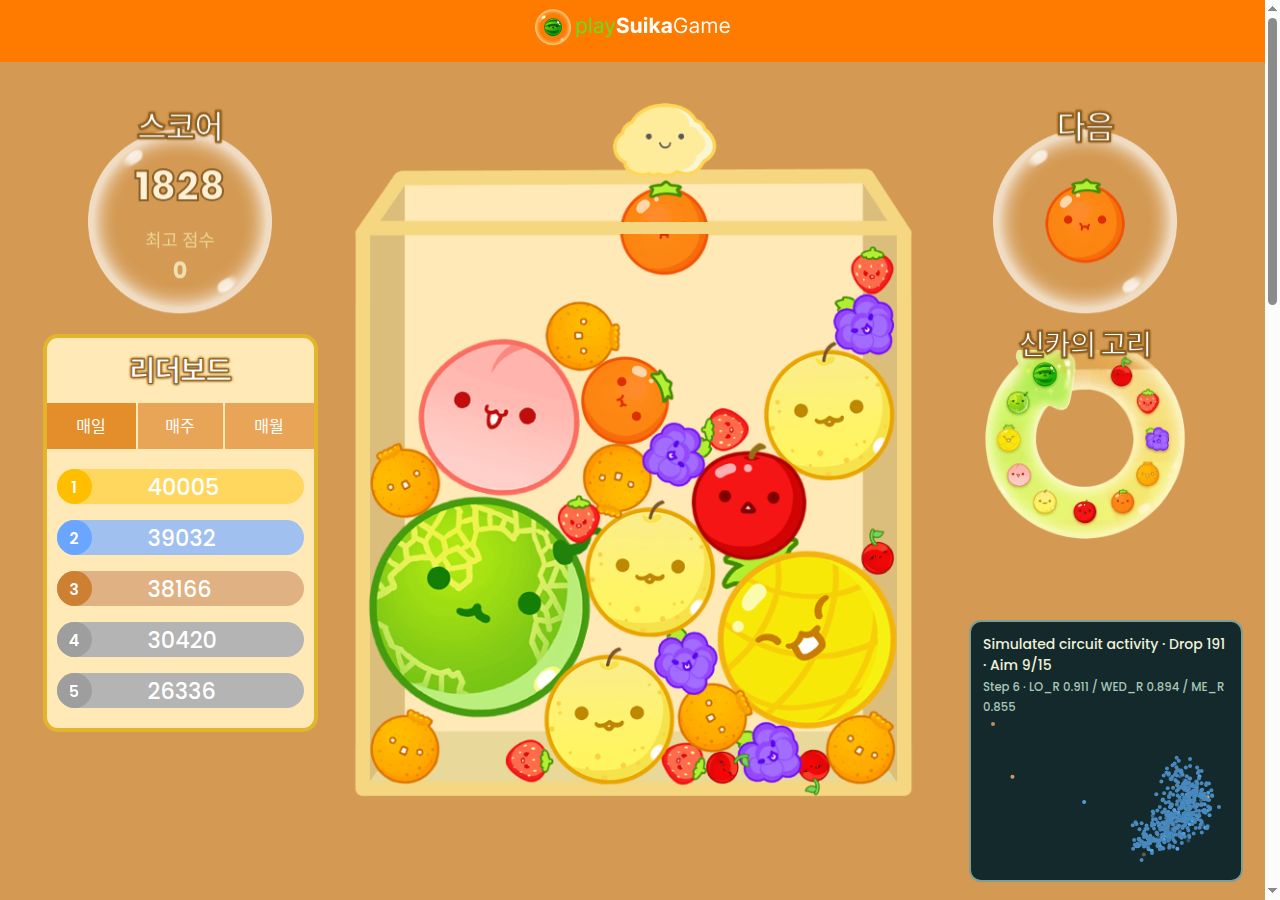 playSuikaGame
스코어
1828
최고 점수
0
리더보드
매일 매주 매월
1 40005
2 39032
3 38166
4 30420
5 26336
다음
신카의 고리
Simulated circuit activity · Drop 191
· Aim 9/15
Step 6 · LO_R 0.911 / WED_R 0.894 / ME_R
0.855